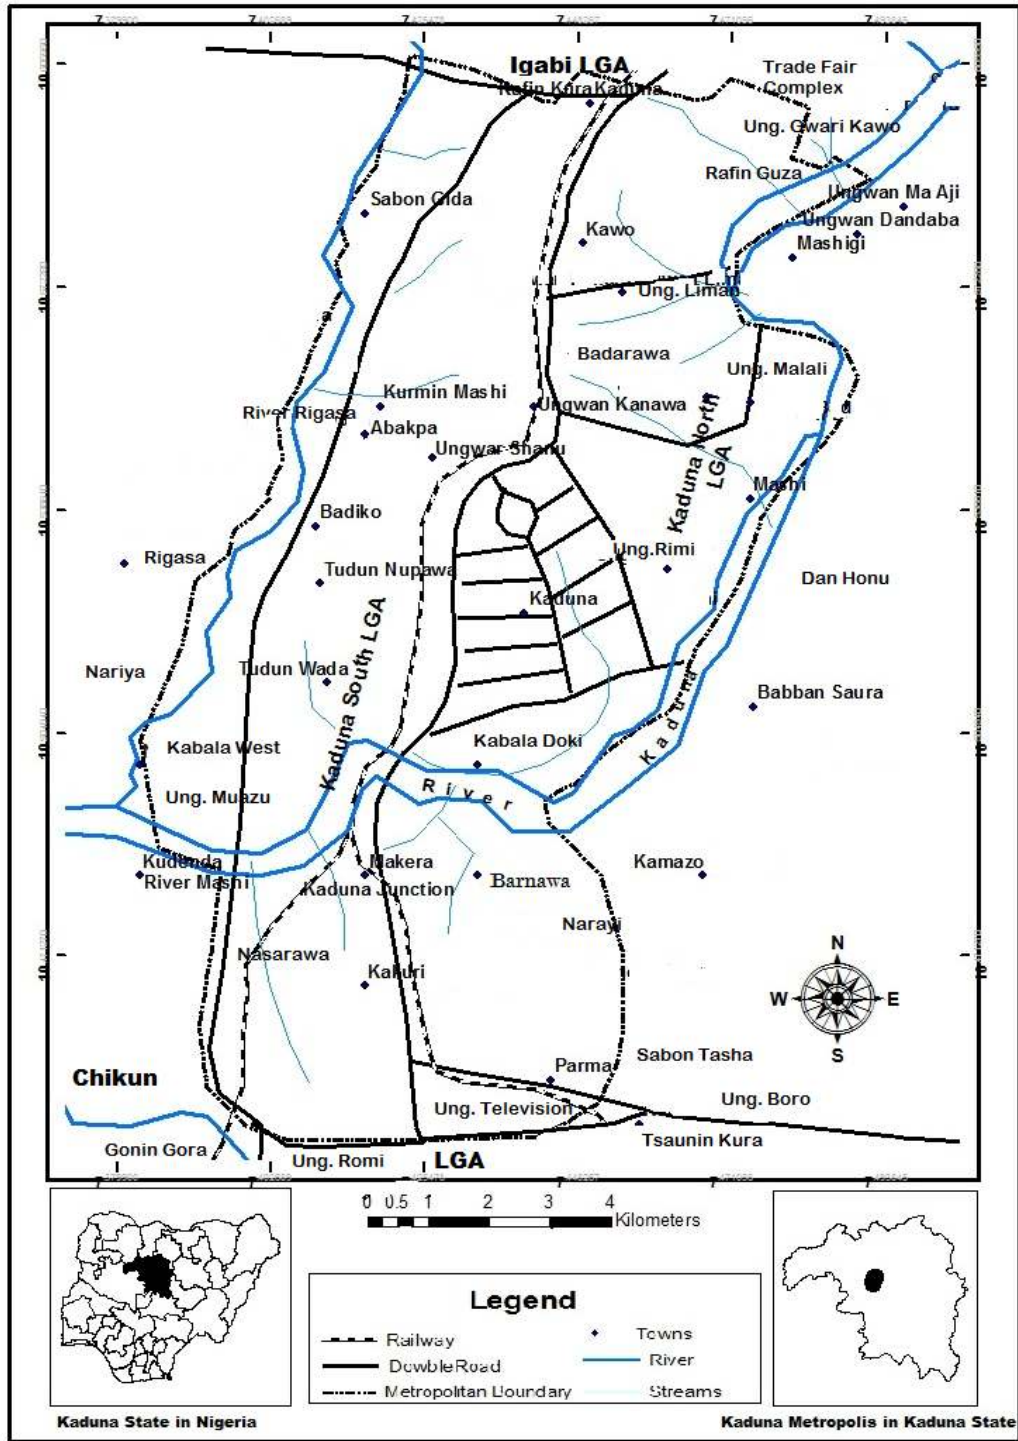 Igabi LGA
Trade Fair
Complex
Rafin Kura Kaduna
Ung. Gwari Kawo
Rafin Guza
Sabon Gida
Ungwan Ma Aji
Ungwan Dandaba
Kawo
Mashigi
Ung. Liman
Badarawa
Ung. Malali
Kurmin Mashi
River Rigasa
Ungwan Kanawa
Abakpa
Ungwar Shanu
Kaduna North
LGA
Mashi
Badiko
Rigasa
Ung.Rimi
Tudun Nupawa
Dan Honu
Kaduna
Kaduna South LGA
Nariya
Tudun Wada
Babban Saura
Kabala West
Kabala Doki
Kaduna
Ung. Muazu
River
Kudenda
River Mashi
Makera
Kaduna Junction
Barnawa
Kamazo
Narayi
Nasarawa
Kakuri
N
W
E
S
Sabon Tasha
Chikun
Parma
Ung. Boro
Ung. Television
Tsaunin Kura
Gonin Gora
Ung. Romi
LGA
0 0.5 1 2 3 4
Kilometers
Legend
Railway
Towns
DowbleRoad
River
Metropolitan Boundary
Streams
Kaduna State in Nigeria
Kaduna Metropolis in Kaduna State